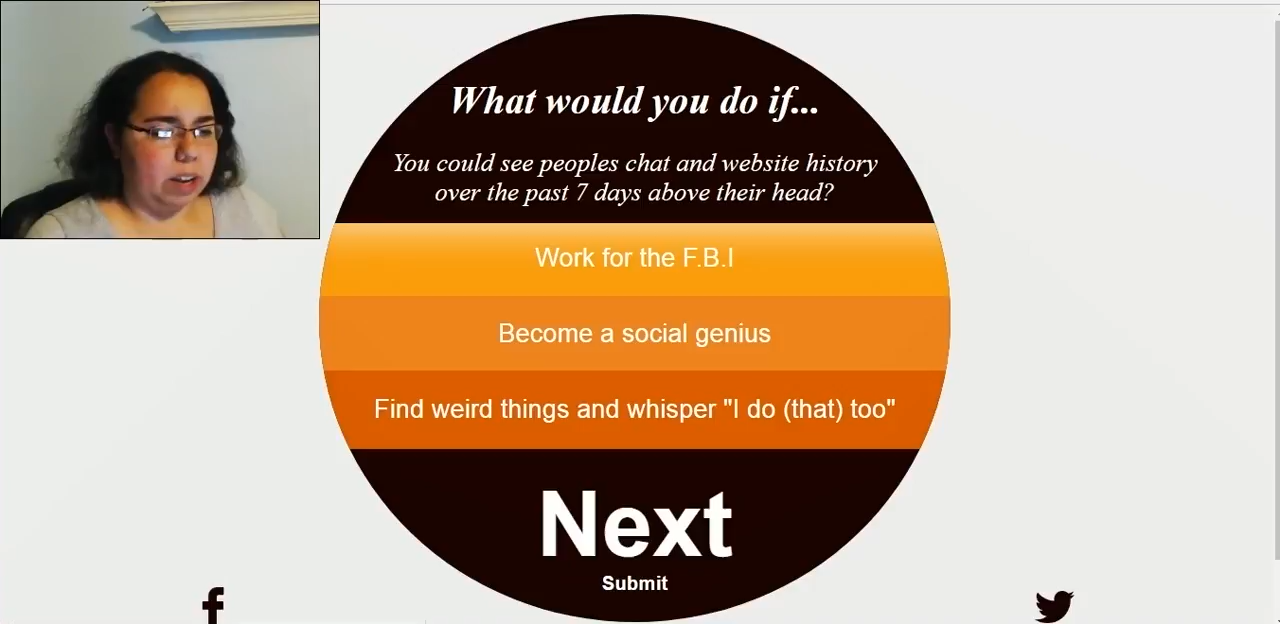 What would you do if...
You could see peoples chat and website history
over the past 7 days above their head?
Work for the F.B.I
Become a social genius
Find weird things and whisper "I do (that) too"
Next
Submit